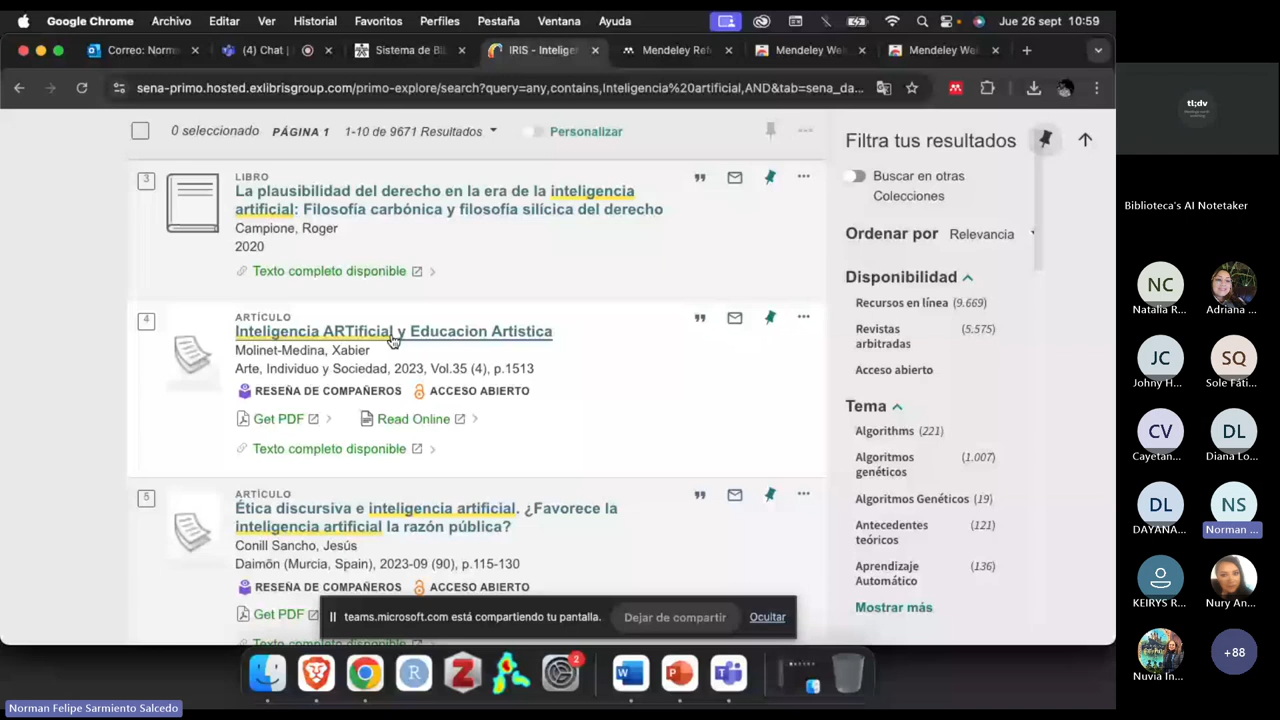 Google Chrome Archivo Editar Ver Historial Favoritos Perfiles Pestaña Ventana Ayuda Jue 26 sept 10:59
Correo: Norm (4) Chat | Sistema de Bi IRIS - Intelige Mendeley Ref Mendeley We Mendeley We
sena-primo.hosted.exlibrisgroup.com/primo-explore/search?query=any,contains,Inteligencia%20artificial,AND&tab=sena_da...
0 seleccionado PÁGINA 1 1-10 de 9671 Resultados Personalizar
3
LIBRO
La plausibilidad del derecho en la era de la inteligencia
artificial: Filosofía carbónica y filosofía silícica del derecho
Campione, Roger
2020
Texto completo disponible
4
ARTÍCULO
Inteligencia ARTificial y Educacion Artistica
Molinet-Medina, Xabier
Arte, Individuo y Sociedad, 2023, Vol.35 (4), p.1513
RESEÑA DE COMPAÑEROS ACCESO ABIERTO
Get PDF Read Online
Texto completo disponible
5
ARTÍCULO
Ética discursiva e inteligencia artificial. ¿Favorece la
inteligencia artificial la razón pública?
Conill Sancho, Jesús
Daimōn (Murcia, Spain), 2023-09 (90), p.115-130
RESEÑA DE COMPAÑEROS ACCESO ABIERTO
Get PDF
Texto completo disponible
Filtra tus resultados
Buscar en otras
Colecciones
Ordenar por Relevancia
Disponibilidad
Recursos en línea (9.669)
Revistas (5.575)
arbitradas
Acceso abierto
Tema
Algorithms (221)
Algoritmos (1.007)
genéticos
Algoritmos Genéticos (19)
Antecedentes (121)
teóricos
Aprendizaje (136)
Automático
Mostrar más
teams.microsoft.com está compartiendo tu pantalla. Dejar de compartir Ocultar
2
tl;dv
Biblioteca's AI Notetaker
NC
Natalia R... Adriana ...
JC SQ
Johny H... Sole Fáti...
CV DL
Cayetan... Diana Lo...
DL NS
DAYANA... Norman ...
KEIRYS R... Nury An...
+88
Nuvia In...
Norman Felipe Sarmiento Salcedo